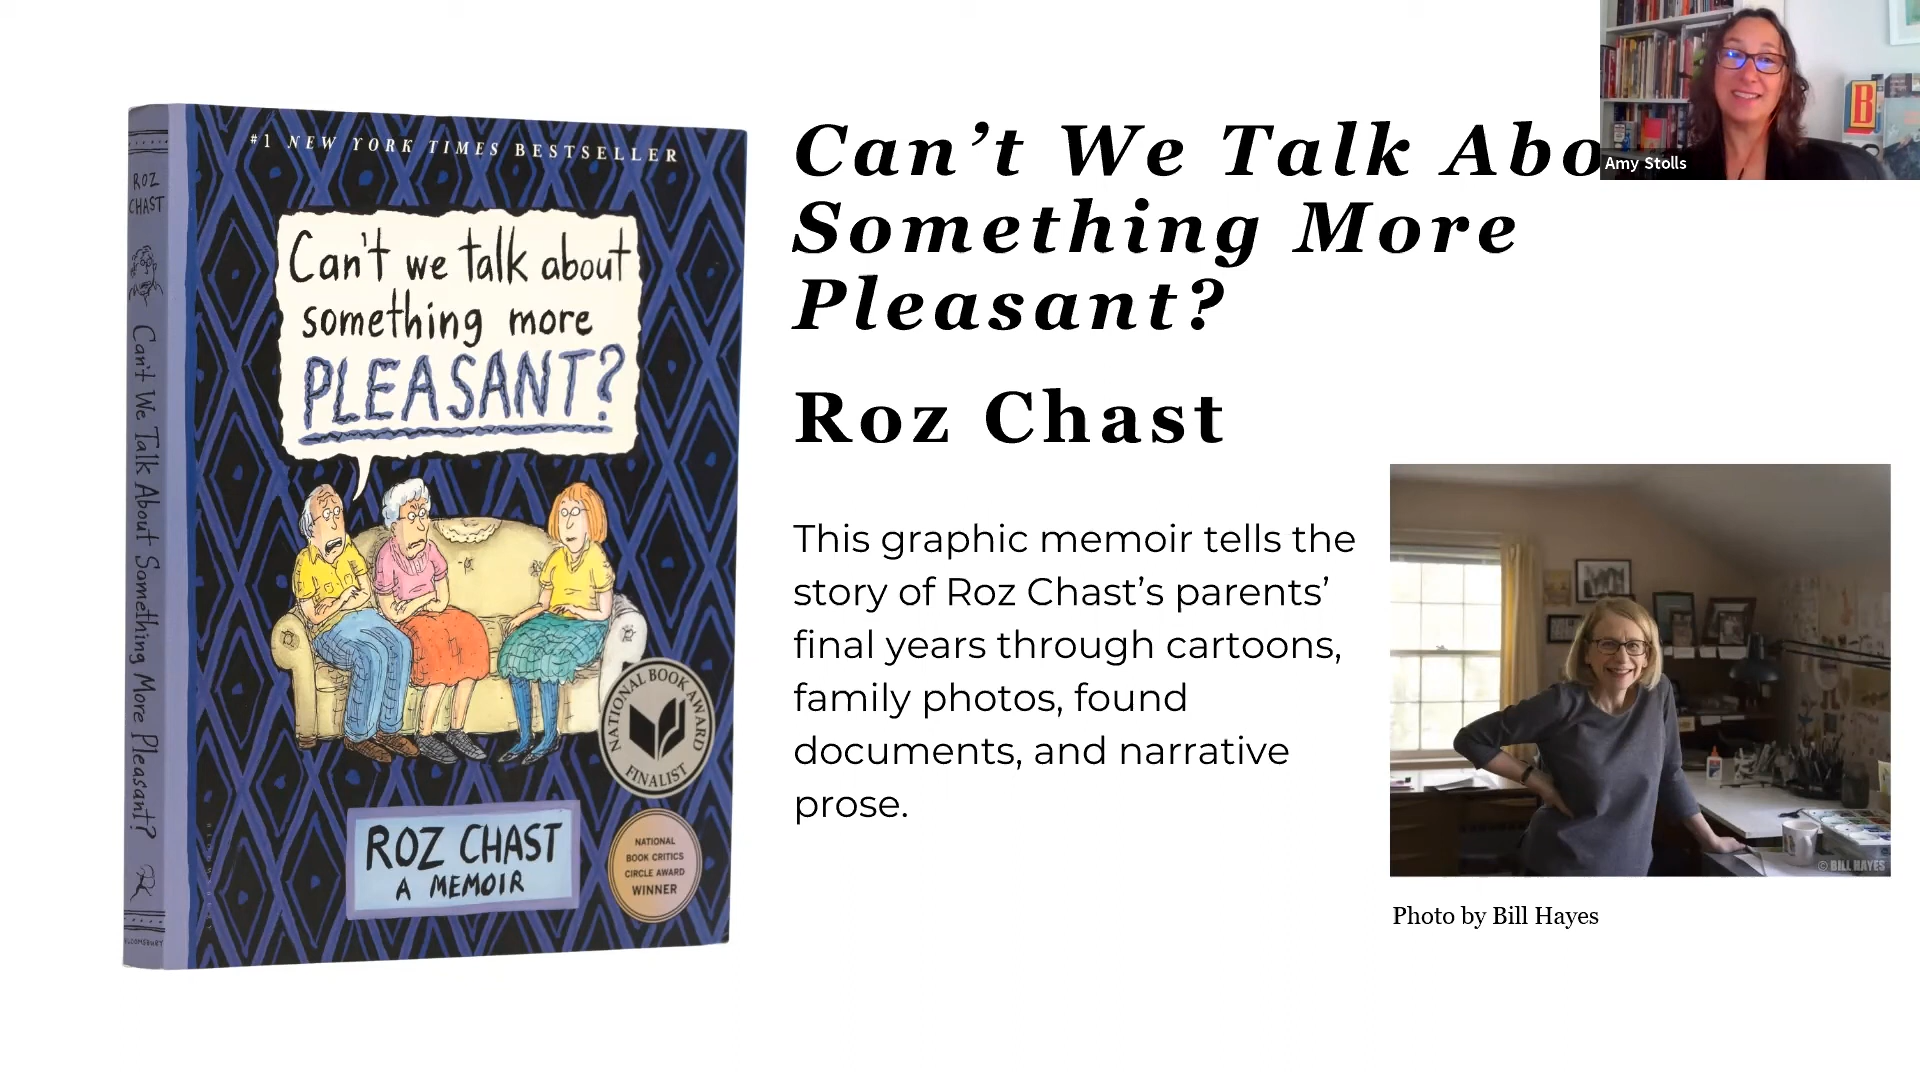 ROZ
CHAST
Can't We Talk About Something More Pleasant?
BLOOMSBURY
#1 NEW YORK TIMES BESTSELLER
Can't we talk about
something more
PLEASANT?
NATIONAL BOOK AWARD
FINALIST
ROZ CHAST
A MEMOIR
NATIONAL
BOOK CRITICS
CIRCLE AWARD
WINNER
Can’t We Talk Abo
Something More
Pleasant?
Roz Chast
This graphic memoir tells the
story of Roz Chast’s parents’
final years through cartoons,
family photos, found
documents, and narrative
prose.
© BILL HAYES
Photo by Bill Hayes
B
Amy Stolls